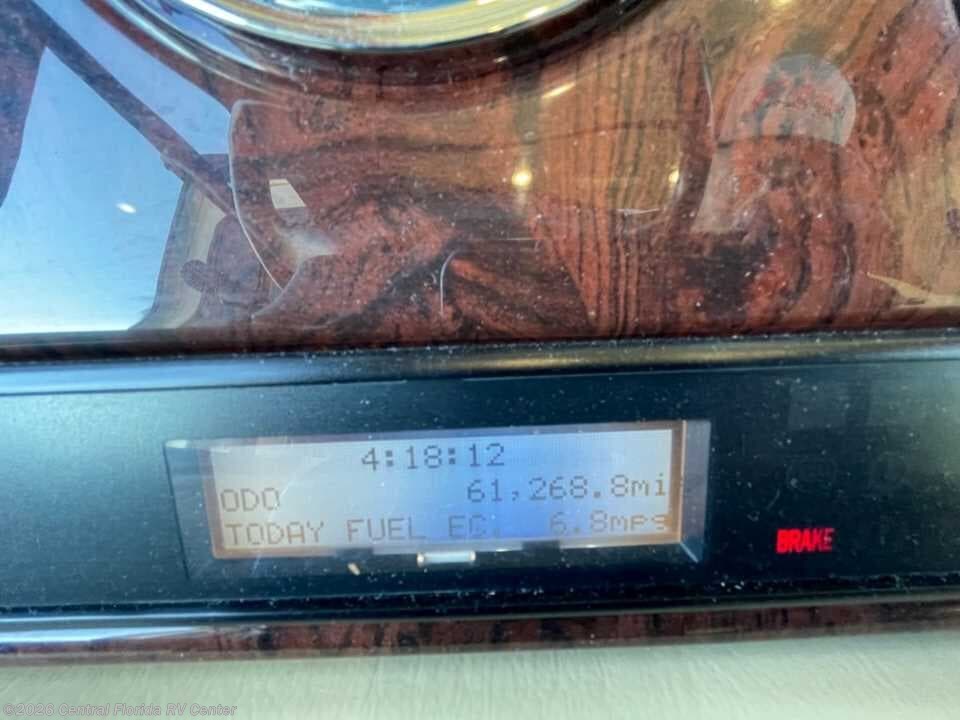 4:18:12
ODO 61,268.8mi
TODAY FUEL EC. 6.8mpg
BRAKE
©2026 Central Florida RV Center